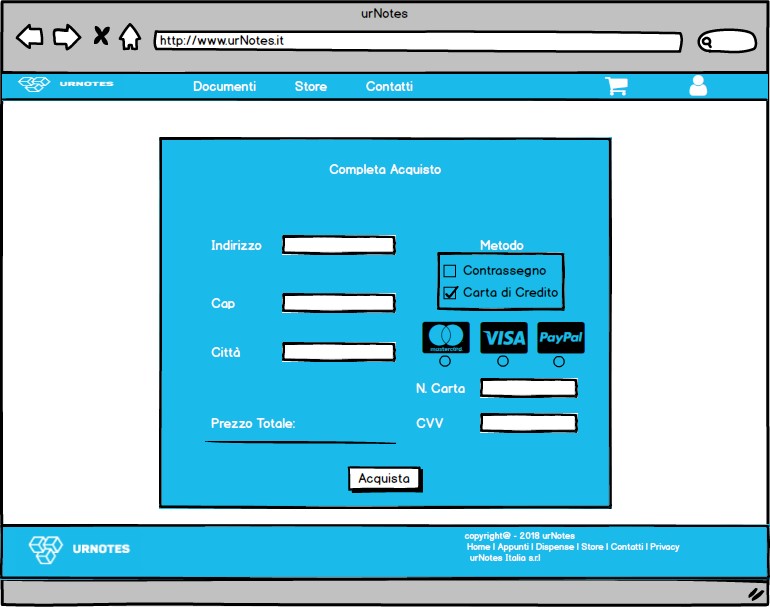 urNotes
http://www.urNotes.it
URNOTES Documenti Store Contatti
Completa Acquisto
Indirizzo
Metodo
Contrassegno
Carta di Credito
Cap
mastercard VISA PayPal
Città
N. Carta
Prezzo Totale:
CVV
Acquista
URNOTES
copyright@ - 2018 urNotes
Home | Appunti | Dispense | Store | Contatti | Privacy
urNotes Italia s.r.l